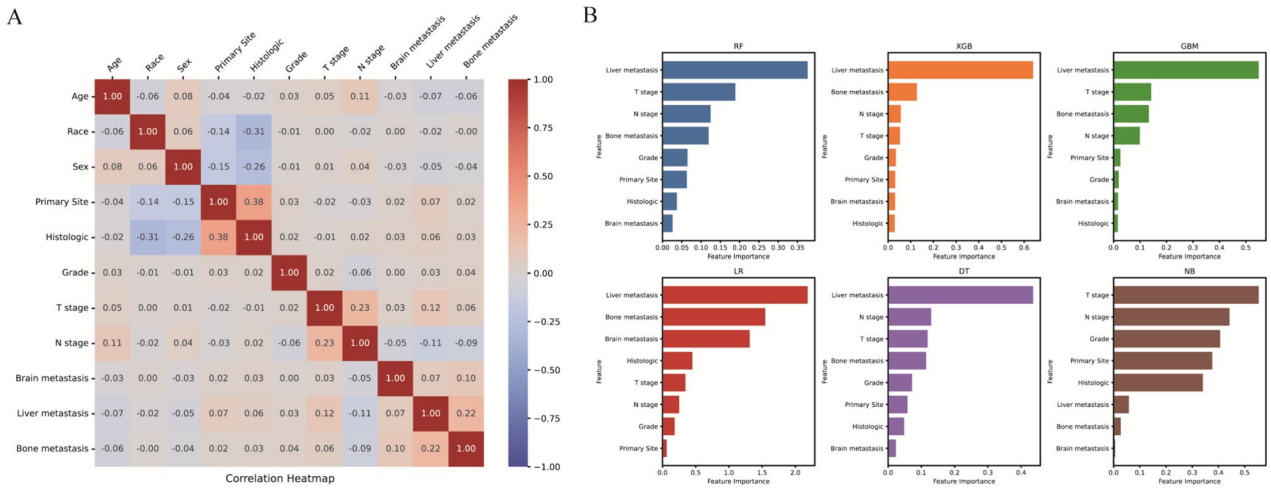 A
Age Race Sex Primary Site Histologic Grade T stage N stage Brain metastasis Liver metastasis Bone metastasis
Age 1.00 -0.06 0.08 -0.04 -0.02 0.03 0.05 0.11 -0.03 -0.07 -0.06
Race -0.06 1.00 0.06 -0.14 -0.31 -0.01 0.00 -0.02 0.00 -0.02 -0.00
Sex 0.08 0.06 1.00 -0.15 -0.26 -0.01 0.01 0.04 -0.03 -0.05 -0.04
Primary Site -0.04 -0.14 -0.15 1.00 0.38 0.03 -0.02 -0.03 0.02 0.07 0.02
Histologic -0.02 -0.31 -0.26 0.38 1.00 0.02 -0.01 0.02 0.03 0.06 0.03
Grade 0.03 -0.01 -0.01 0.03 0.02 1.00 0.02 -0.06 0.00 0.03 0.04
T stage 0.05 0.00 0.01 -0.02 -0.01 0.02 1.00 0.23 0.03 0.12 0.06
N stage 0.11 -0.02 0.04 -0.03 0.02 -0.06 0.23 1.00 -0.05 -0.11 -0.09
Brain metastasis -0.03 0.00 -0.03 0.02 0.03 0.00 0.03 -0.05 1.00 0.07 0.10
Liver metastasis -0.07 -0.02 -0.05 0.07 0.06 0.03 0.12 -0.11 0.07 1.00 0.22
Bone metastasis -0.06 -0.00 -0.04 0.02 0.03 0.04 0.06 -0.09 0.10 0.22 1.00
Correlation Heatmap
1.00
0.75
0.50
0.25
0.00
−0.25
−0.50
−0.75
−1.00
B
RF
Feature
Liver metastasis
T stage
N stage
Bone metastasis
Grade
Primary Site
Histologic
Brain metastasis
0.00 0.05 0.10 0.15 0.20 0.25 0.30 0.35
Feature Importance
XGB
Feature
Liver metastasis
Bone metastasis
N stage
T stage
Grade
Primary Site
Brain metastasis
Histologic
0.0 0.1 0.2 0.3 0.4 0.5 0.6
Feature Importance
GBM
Feature
Liver metastasis
T stage
Bone metastasis
N stage
Primary Site
Grade
Brain metastasis
Histologic
0.0 0.1 0.2 0.3 0.4 0.5
Feature Importance
LR
Feature
Liver metastasis
Bone metastasis
Brain metastasis
Histologic
T stage
N stage
Grade
Primary Site
0.0 0.5 1.0 1.5 2.0
Feature Importance
DT
Feature
Liver metastasis
N stage
T stage
Bone metastasis
Grade
Primary Site
Histologic
Brain metastasis
0.0 0.1 0.2 0.3 0.4
Feature Importance
NB
Feature
T stage
N stage
Grade
Primary Site
Histologic
Liver metastasis
Bone metastasis
Brain metastasis
0.0 0.1 0.2 0.3 0.4 0.5
Feature Importance